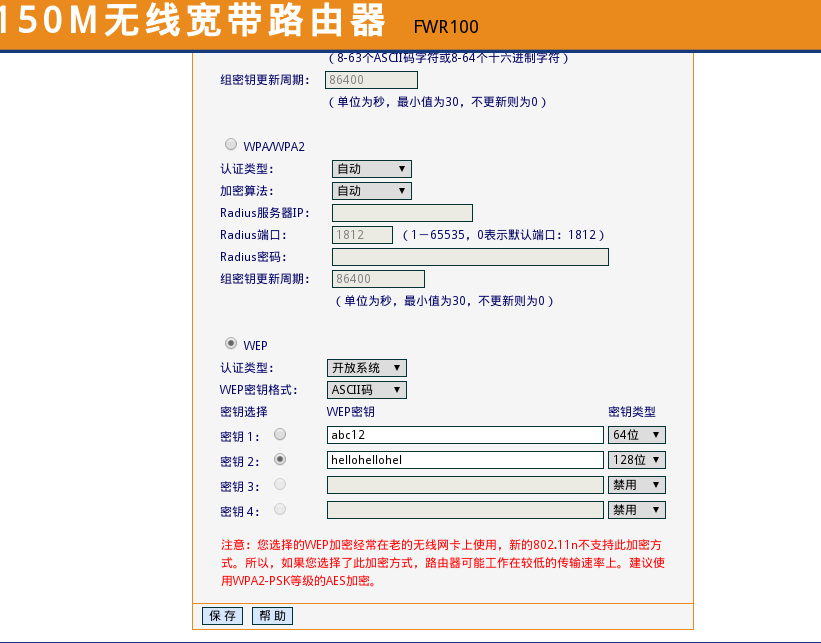 150M无线宽带路由器 FWR100
（8-63个ASCII码字符或8-64个十六进制字符）
组密钥更新周期： 86400
（单位为秒，最小值为30，不更新则为0）
WPA/WPA2
认证类型： 自动
加密算法： 自动
Radius服务器IP：
Radius端口： 1812 （1－65535，0表示默认端口：1812）
Radius密码：
组密钥更新周期： 86400
（单位为秒，最小值为30，不更新则为0）
WEP
认证类型： 开放系统
WEP密钥格式： ASCII码
密钥选择 WEP密钥 密钥类型
密钥 1： abc12 64位
密钥 2： hellohellohel 128位
密钥 3： 禁用
密钥 4： 禁用
注意：您选择的WEP加密经常在老的无线网卡上使用，新的802.11n不支持此加密方
式。所以，如果您选择了此加密方式，路由器可能工作在较低的传输速率上。建议使
用WPA2-PSK等级的AES加密。
保 存 帮 助